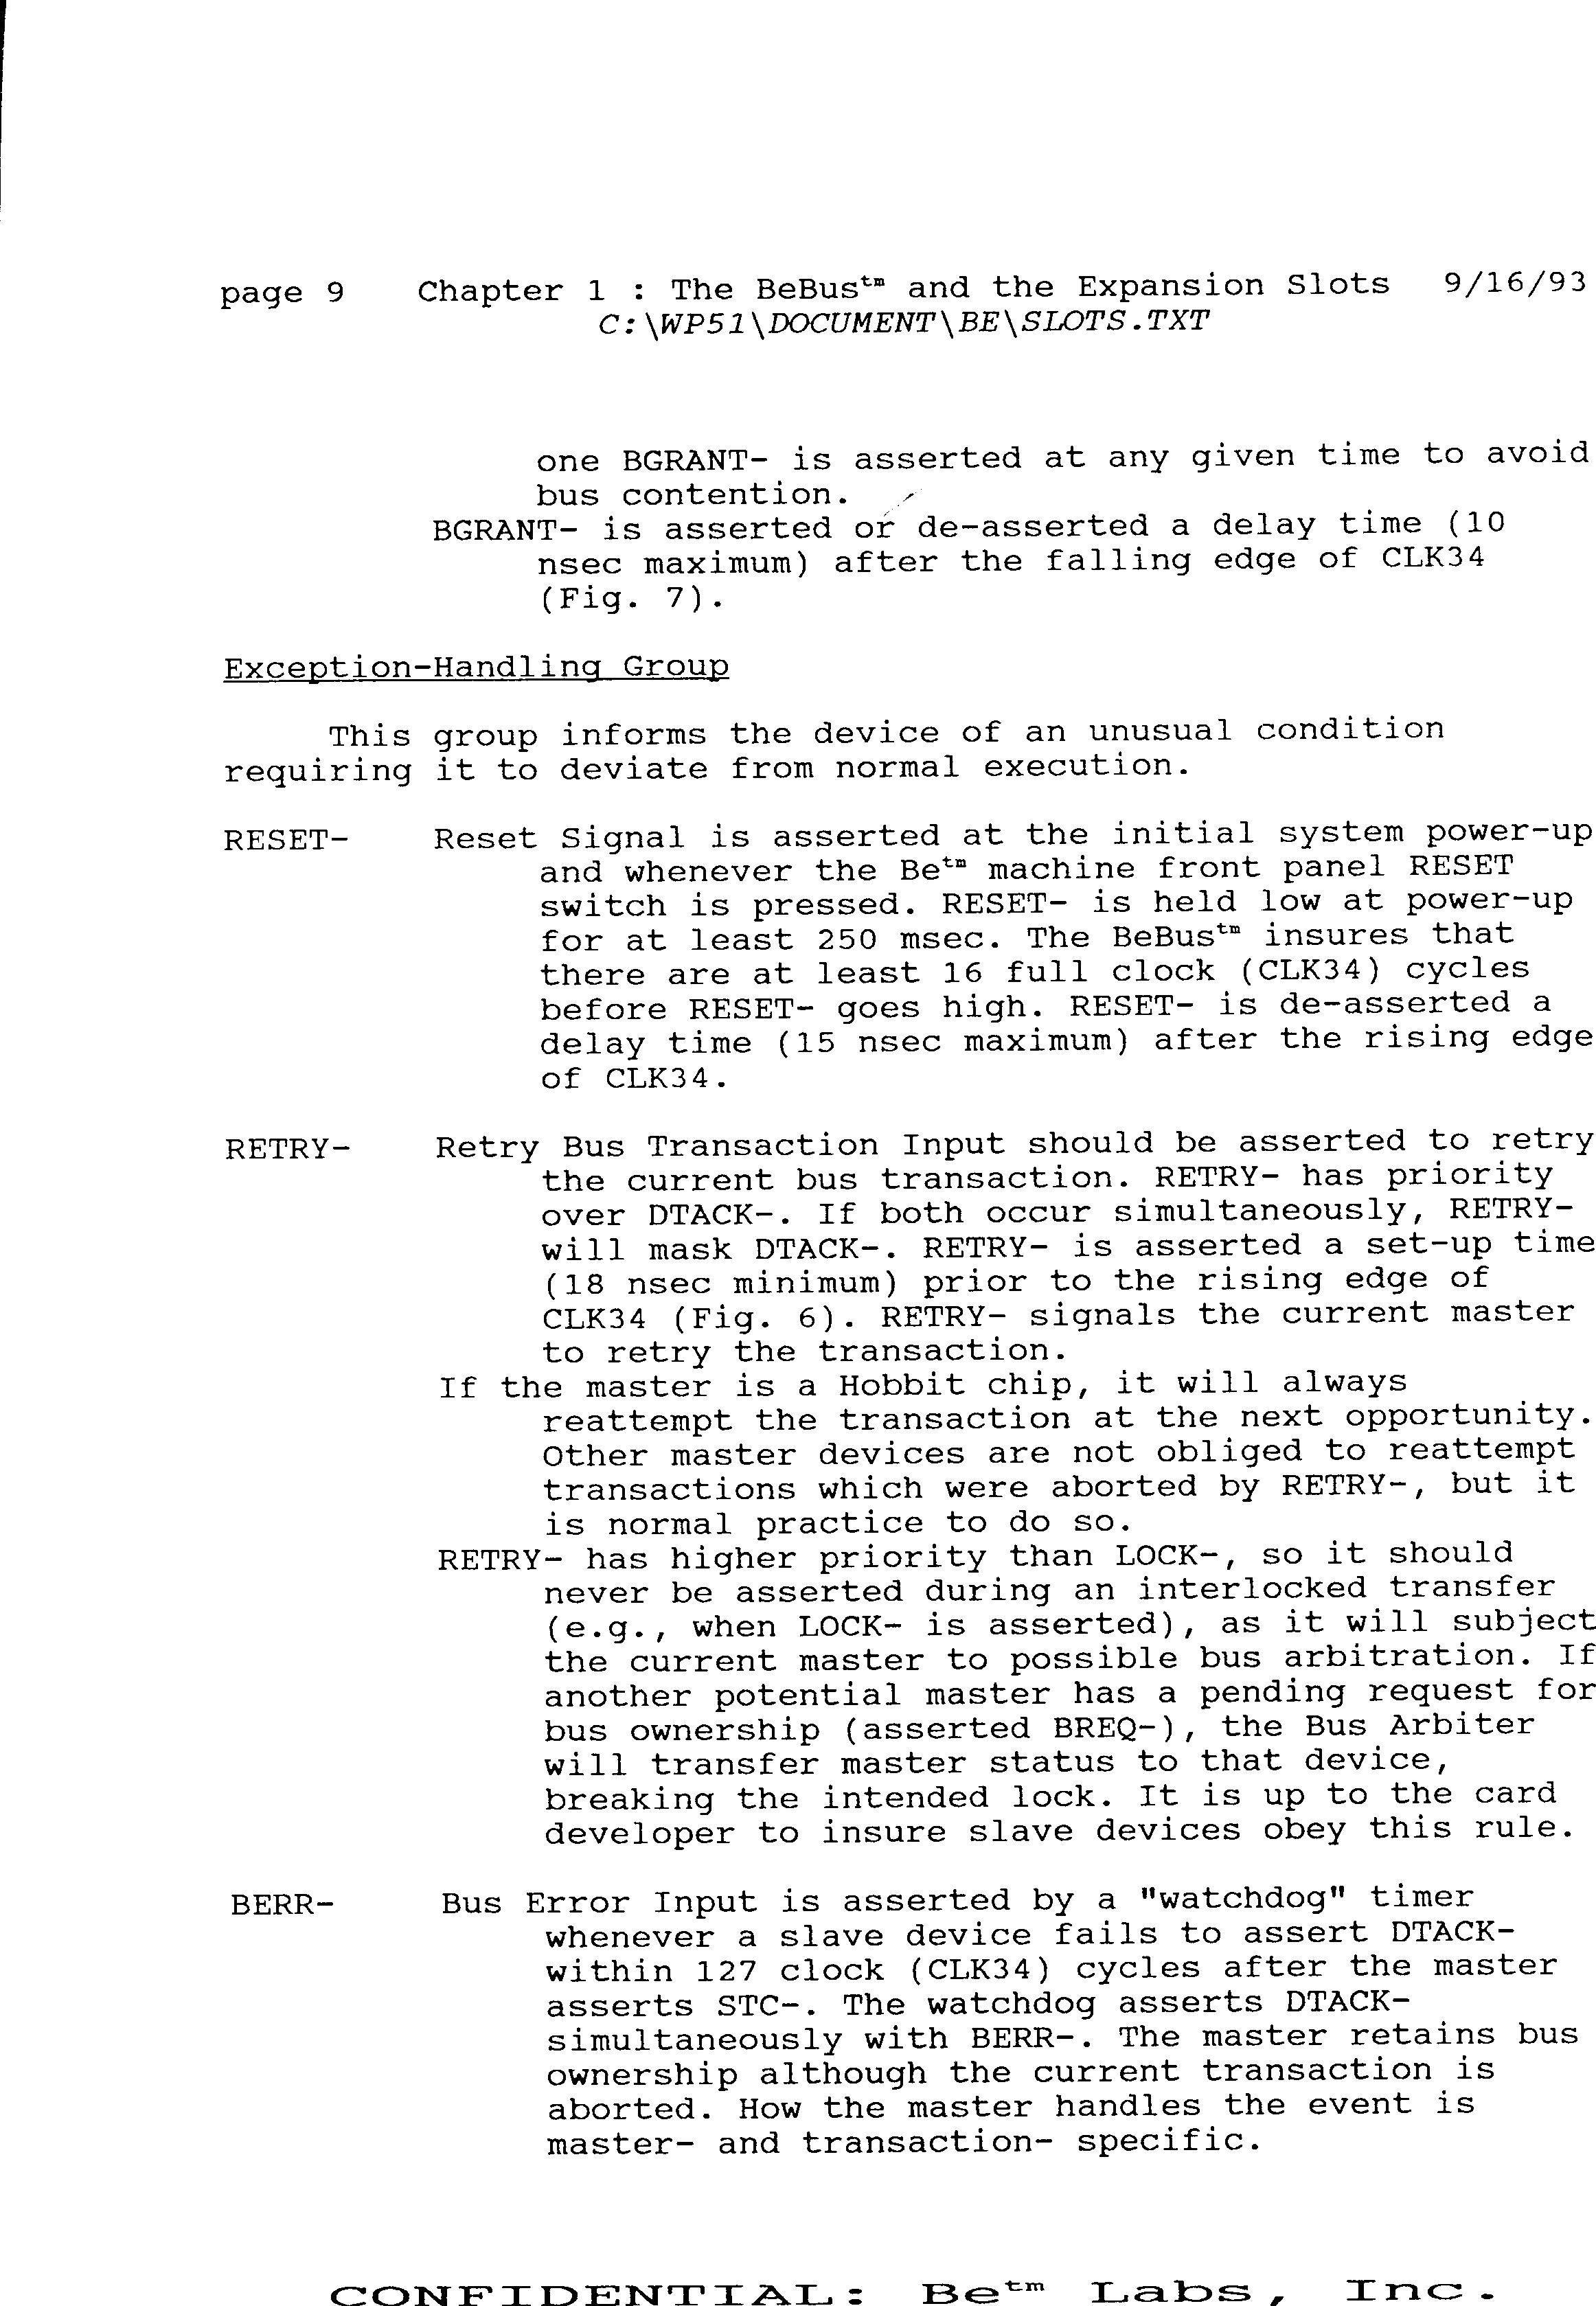 page 9 Chapter 1 : The BeBus™ and the Expansion Slots 9/16/93
C:\WP51\DOCUMENT\BE\SLOTS.TXT
one BGRANT- is asserted at any given time to avoid
bus contention.
BGRANT- is asserted or de-asserted a delay time (10
nsec maximum) after the falling edge of CLK34
(Fig. 7).
Exception-Handling Group
This group informs the device of an unusual condition
requiring it to deviate from normal execution.
RESET- Reset Signal is asserted at the initial system power-up
and whenever the Be™ machine front panel RESET
switch is pressed. RESET- is held low at power-up
for at least 250 msec. The BeBus™ insures that
there are at least 16 full clock (CLK34) cycles
before RESET- goes high. RESET- is de-asserted a
delay time (15 nsec maximum) after the rising edge
of CLK34.
RETRY- Retry Bus Transaction Input should be asserted to retry
the current bus transaction. RETRY- has priority
over DTACK-. If both occur simultaneously, RETRY-
will mask DTACK-. RETRY- is asserted a set-up time
(18 nsec minimum) prior to the rising edge of
CLK34 (Fig. 6). RETRY- signals the current master
to retry the transaction.
If the master is a Hobbit chip, it will always
reattempt the transaction at the next opportunity.
Other master devices are not obliged to reattempt
transactions which were aborted by RETRY-, but it
is normal practice to do so.
RETRY- has higher priority than LOCK-, so it should
never be asserted during an interlocked transfer
(e.g., when LOCK- is asserted), as it will subject
the current master to possible bus arbitration. If
another potential master has a pending request for
bus ownership (asserted BREQ-), the Bus Arbiter
will transfer master status to that device,
breaking the intended lock. It is up to the card
developer to insure slave devices obey this rule.
BERR- Bus Error Input is asserted by a "watchdog" timer
whenever a slave device fails to assert DTACK-
within 127 clock (CLK34) cycles after the master
asserts STC-. The watchdog asserts DTACK-
simultaneously with BERR-. The master retains bus
ownership although the current transaction is
aborted. How the master handles the event is
master- and transaction- specific.
CONFIDENTIAL: Be™ Labs, Inc.